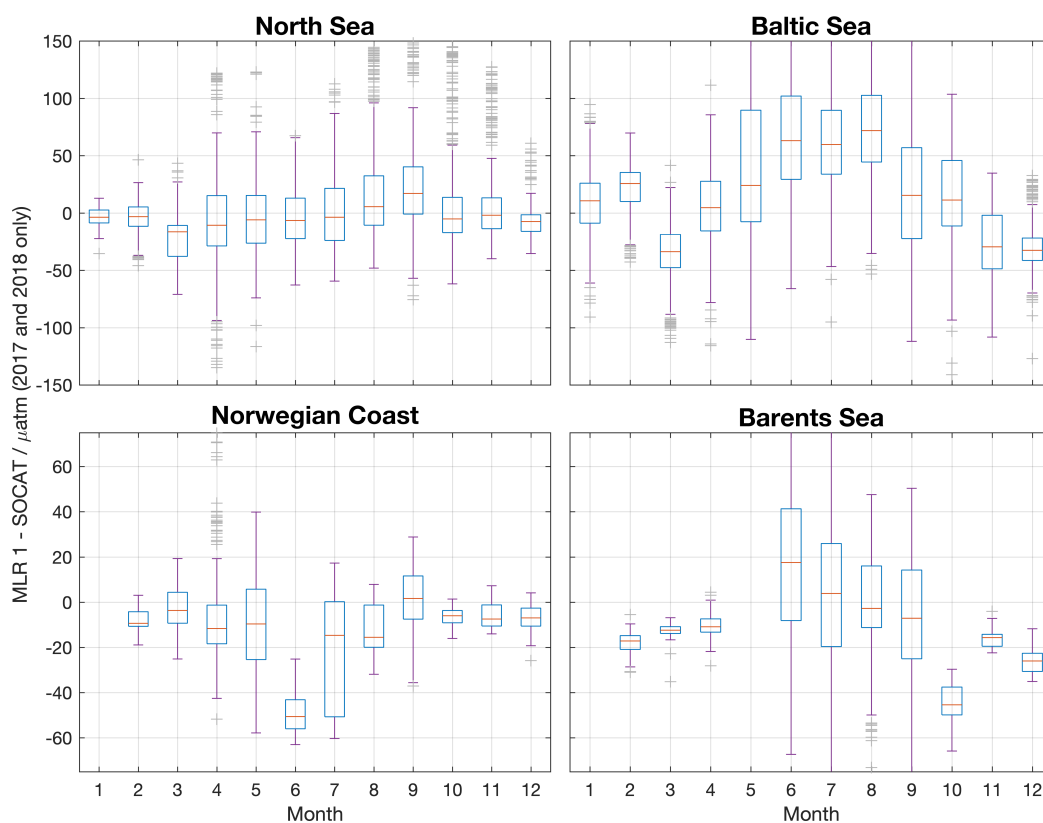 North Sea
Baltic Sea
150
100
50
0
-50
-100
-150
MLR 1 - SOCAT / μatm (2017 and 2018 only)
Norwegian Coast
Barents Sea
60
40
20
0
-20
-40
-60
1 2 3 4 5 6 7 8 9 10 11 12
1 2 3 4 5 6 7 8 9 10 11 12
Month
Month